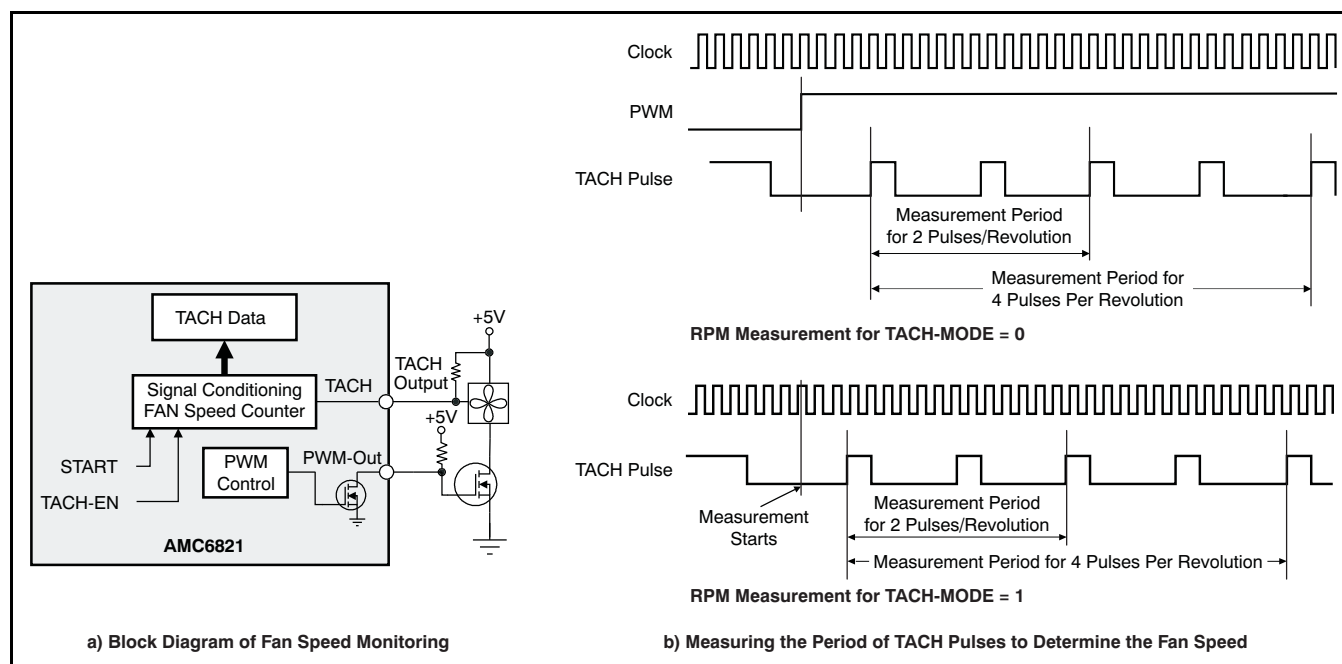 TACH Data
Signal Conditioning
FAN Speed Counter
TACH
TACH
Output
+5V
+5V
START
TACH-EN
PWM
Control
PWM-Out
AMC6821
a) Block Diagram of Fan Speed Monitoring
Clock
PWM
TACH Pulse
Measurement Period
for 2 Pulses/Revolution
Measurement Period for
4 Pulses Per Revolution
RPM Measurement for TACH-MODE = 0
Clock
TACH Pulse
Measurement
Starts
Measurement Period
for 2 Pulses/Revolution
Measurement Period for 4 Pulses Per Revolution
RPM Measurement for TACH-MODE = 1
b) Measuring the Period of TACH Pulses to Determine the Fan Speed